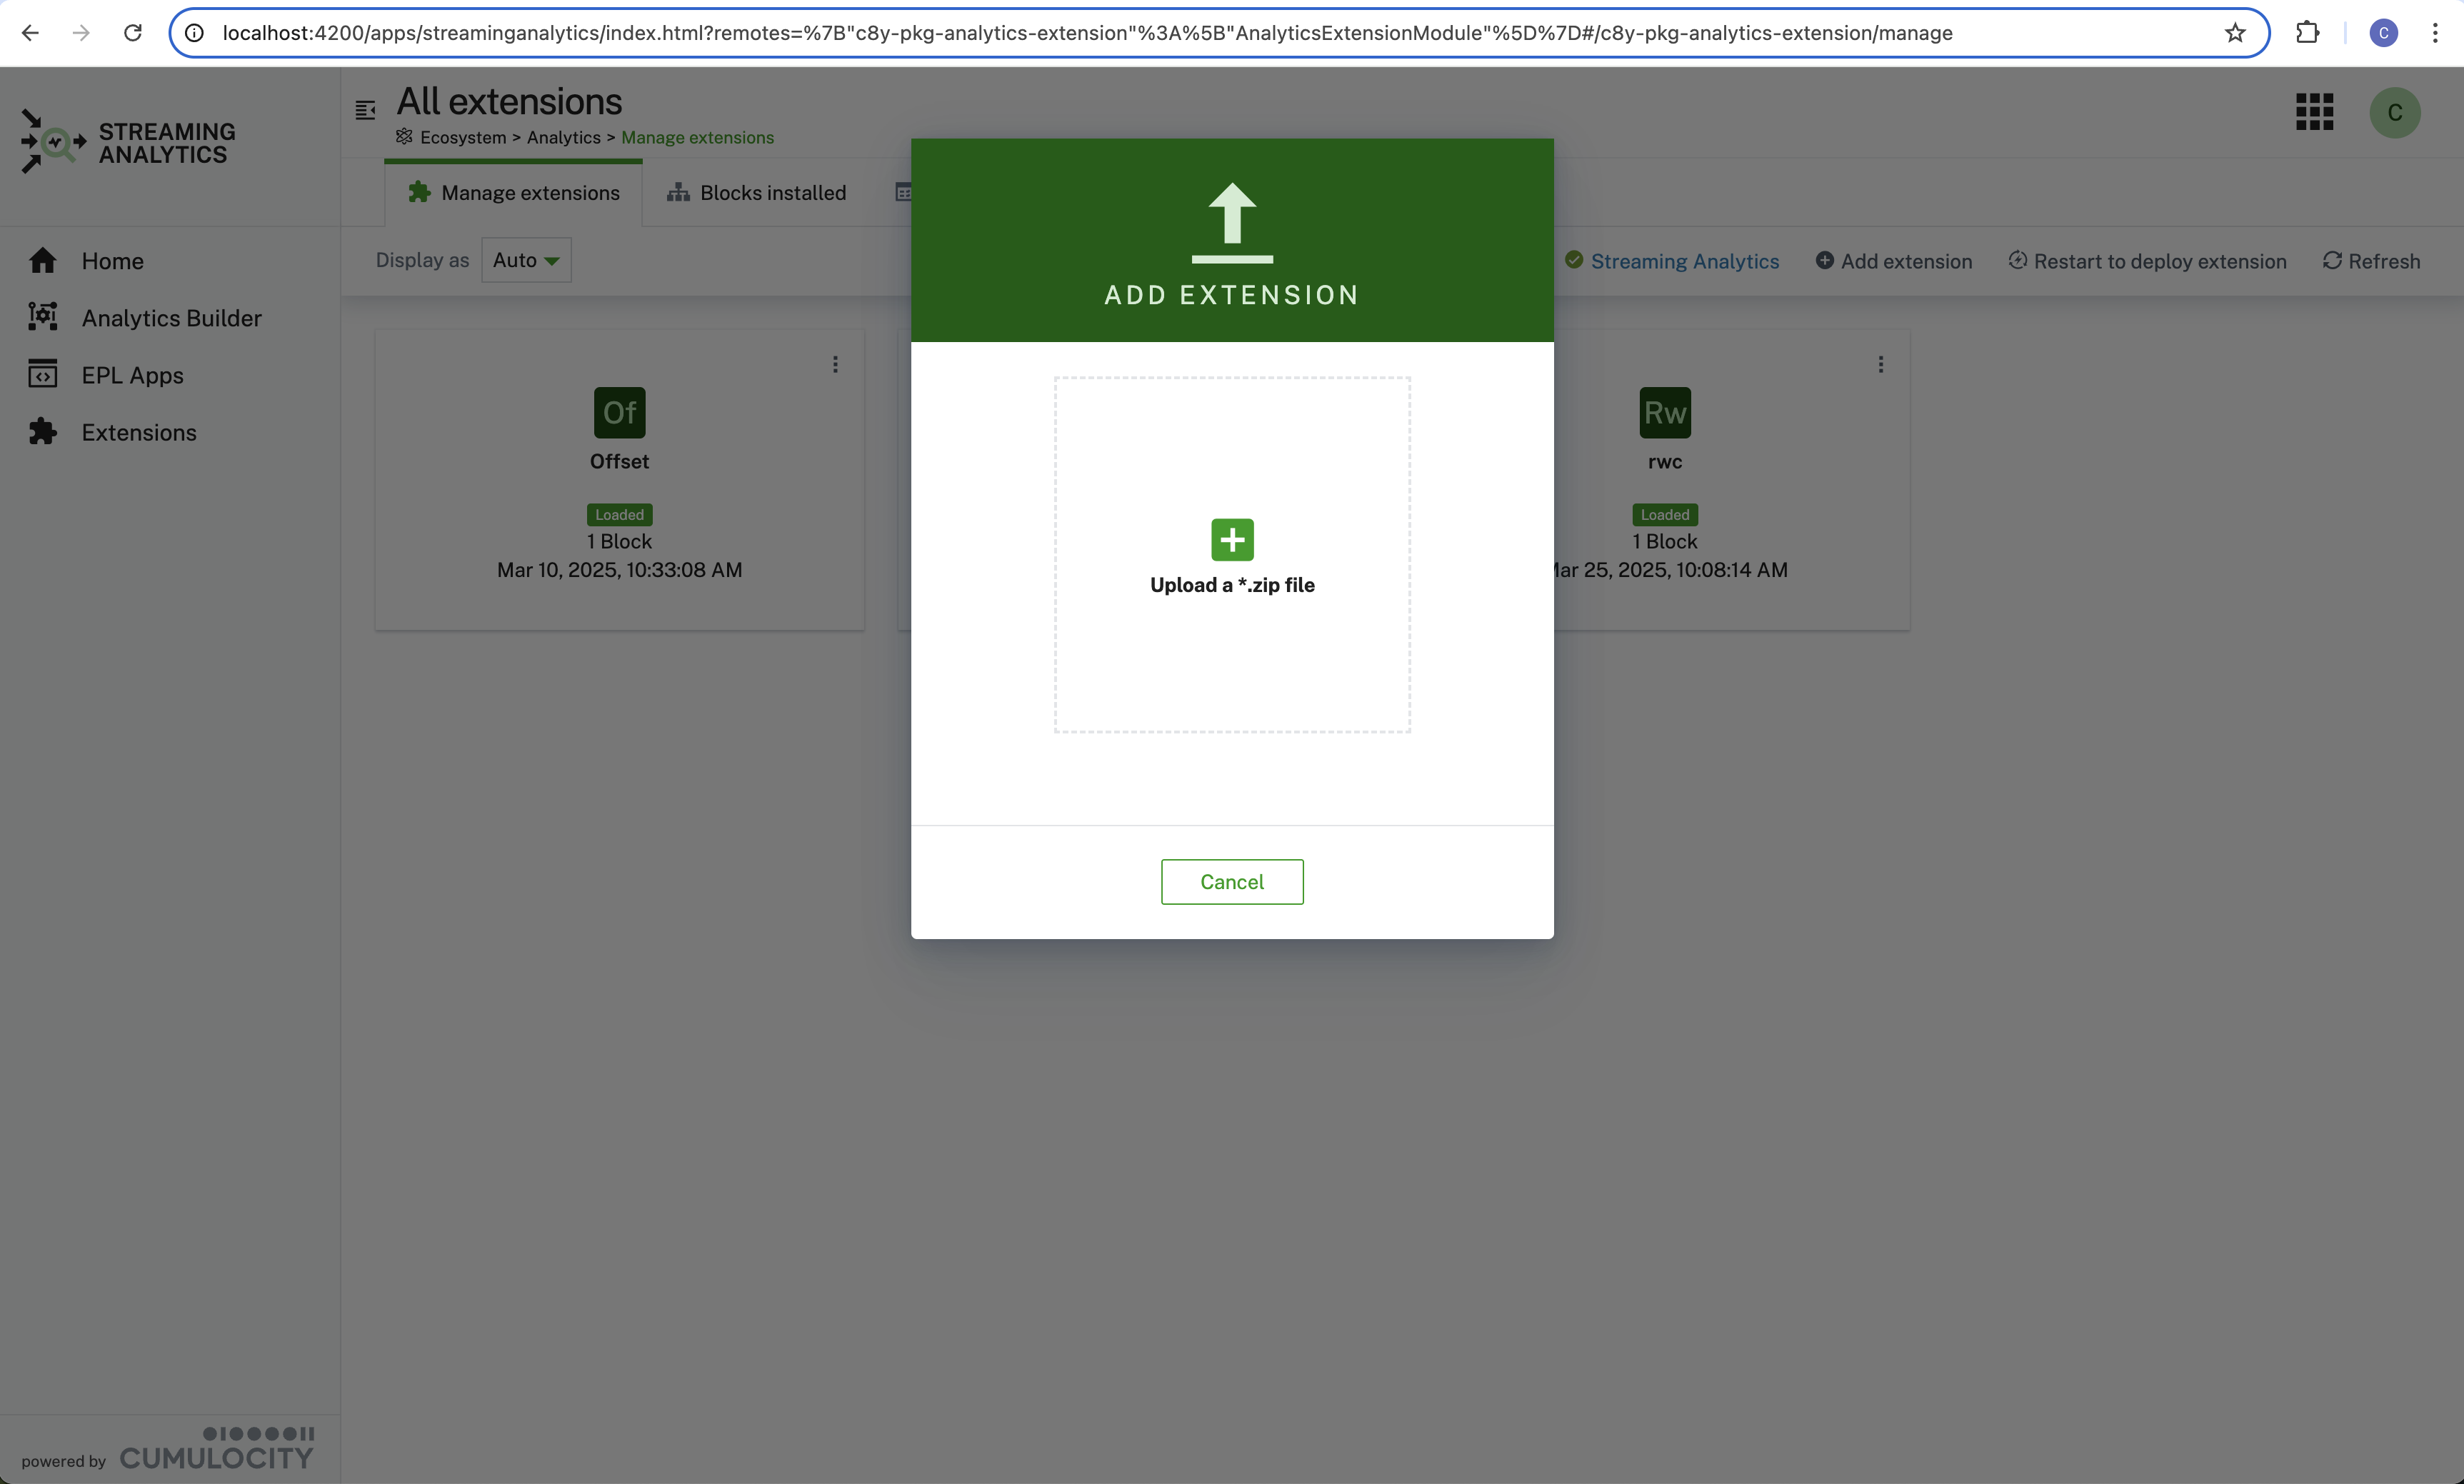 localhost:4200/apps/streaminganalytics/index.html?remotes=%7B"c8y-pkg-analytics-extension"%3A%5B"AnalyticsExtensionModule"%5D%7D#/c8y-pkg-analytics-extension/manage
C
STREAMING
ANALYTICS
All extensions
Ecosystem > Analytics > Manage extensions
C
Manage extensions
Blocks installed
Display as
Auto
Streaming Analytics
Add extension
Restart to deploy extension
Refresh
Home
Analytics Builder
EPL Apps
Extensions
Of
Offset
Loaded
1 Block
Mar 10, 2025, 10:33:08 AM
ADD EXTENSION
Upload a *.zip file
Cancel
Rw
rwc
Loaded
1 Block
Mar 25, 2025, 10:08:14 AM
powered by
CUMULOCITY